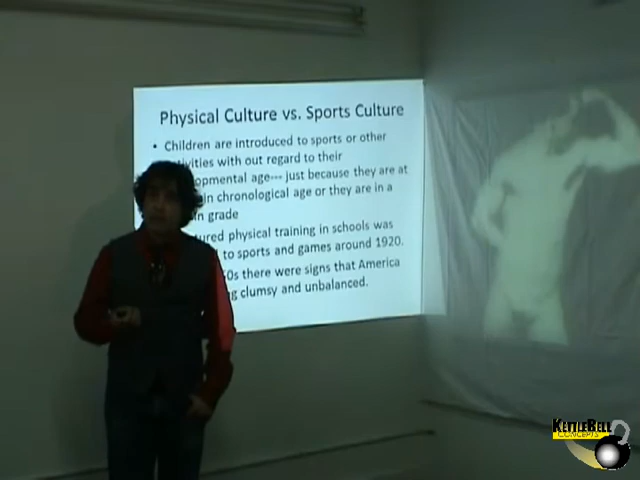 Physical Culture vs. Sports Culture
• Children are introduced to sports or other
tivities with out regard to their
opmental age--- just because they are at
in chronological age or they are in a
n grade
ured physical training in schools was
to sports and games around 1920.
0s there were signs that America
g clumsy and unbalanced.
KETTLEBELL
CONCEPTS